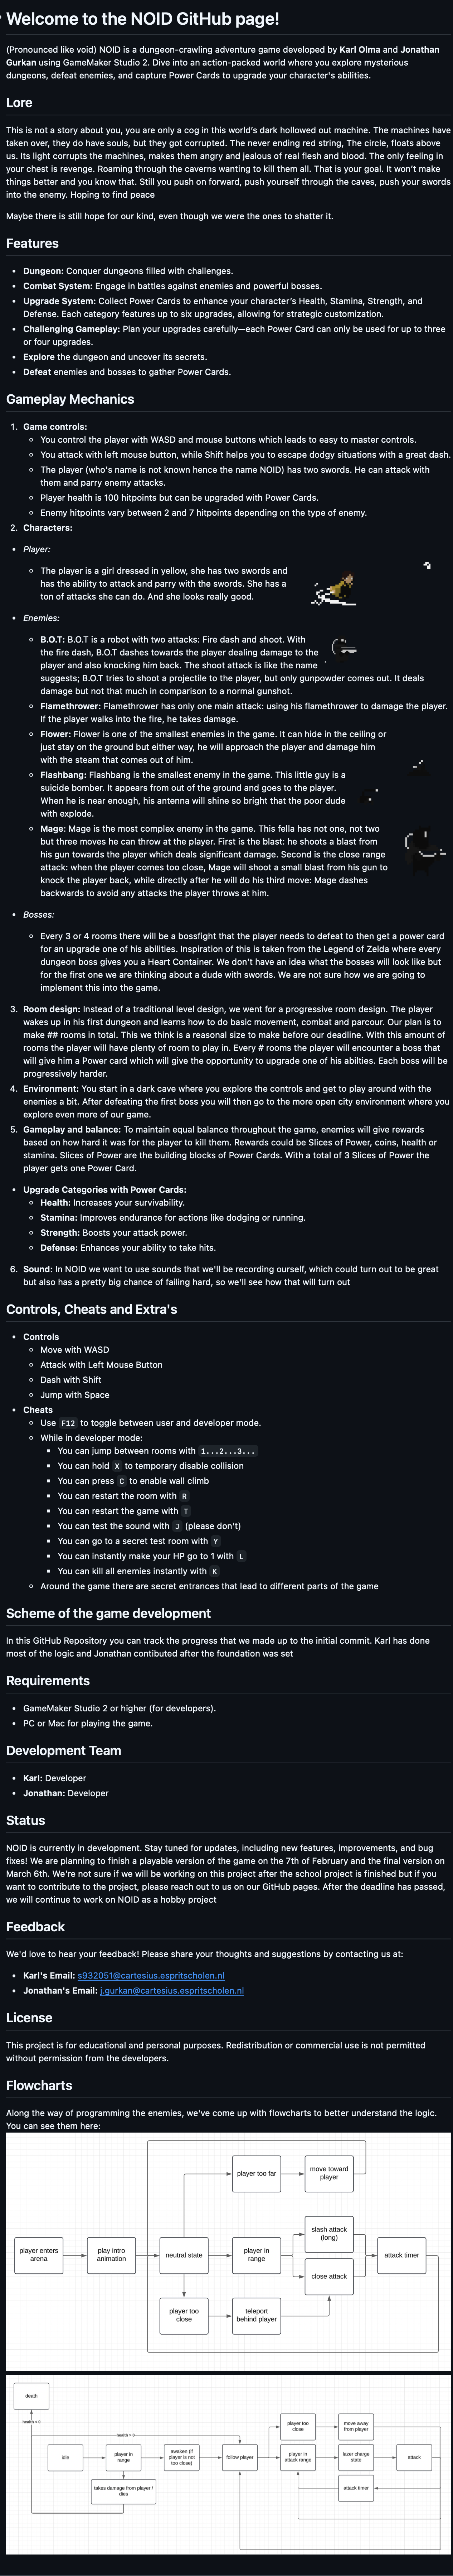 Welcome to the NOID GitHub page!
(Pronounced like void) NOID is a dungeon-crawling adventure game developed by Karl Olma and Jonathan
Gurkan using GameMaker Studio 2. Dive into an action-packed world where you explore mysterious
dungeons, defeat enemies, and capture Power Cards to upgrade your character's abilities.
Lore
This is not a story about you, you are only a cog in this world's dark hollowed out machine. The machines have
taken over, they do have souls, but they got corrupted. The never ending red string, The circle, floats above
us. Its light corrupts the machines, makes them angry and jealous of real flesh and blood. The only feeling in
your chest is revenge. Roaming through the caverns wanting to kill them all. That is your goal. It won't make
things better and you know that. Still you push on forward, push yourself through the caves, push your swords
into the enemy. Hoping to find peace
Maybe there is still hope for our kind, even though we were the ones to shatter it.
Features
• Dungeon: Conquer dungeons filled with challenges.
• Combat System: Engage in battles against enemies and powerful bosses.
• Upgrade System: Collect Power Cards to enhance your character's Health, Stamina, Strength, and
Defense. Each category features up to six upgrades, allowing for strategic customization.
• Challenging Gameplay: Plan your upgrades carefully—each Power Card can only be used for up to three
or four upgrades.
• Explore the dungeon and uncover its secrets.
• Defeat enemies and bosses to gather Power Cards.
Gameplay Mechanics
1. Game controls:
You control the player with WASD and mouse buttons which leads to easy to master controls.
You attack with left mouse button, while Shift helps you to escape dodgy situations with a great dash.
The player (who's name is not known hence the name NOID) has two swords. He can attack with
them and parry enemy attacks.
Player health is 100 hitpoints but can be upgraded with Power Cards.
Enemy hitpoints vary between 2 and 7 hitpoints depending on the type of enemy.
2. Characters:
• Player:
The player is a girl dressed in yellow, she has two swords and
has the ability to attack and parry with the swords. She has a
ton of attacks she can do. And she looks really good.
• Enemies:
B.O.T: B.O.T is a robot with two attacks: Fire dash and shoot. With
the fire dash, B.O.T dashes towards the player dealing damage to the
player and also knocking him back. The shoot attack is like the name
suggests; B.O.T tries to shoot a projectile to the player, but only gunpowder comes out. It deals
damage but not that much in comparison to a normal gunshot.
Flamethrower: Flamethrower has only one main attack: using his flamethrower to damage the player.
If the player walks into the fire, he takes damage.
Flower: Flower is one of the smallest enemies in the game. It can hide in the ceiling or
just stay on the ground but either way, he will approach the player and damage him
with the steam that comes out of him.
Flashbang: Flashbang is the smallest enemy in the game. This little guy is a
suicide bomber. It appears from out of the ground and goes to the player.
When he is near enough, his antenna will shine so bright that the poor dude
with explode.
Mage: Mage is the most complex enemy in the game. This fella has not one, not two
but three moves he can throw at the player. First is the blast: he shoots a blast from
his gun towards the player which deals significant damage. Second is the close range
attack: when the player comes too close, Mage will shoot a small blast from his gun to
knock the player back, while directly after he will do his third move: Mage dashes
backwards to avoid any attacks the player throws at him.
• Bosses:
Every 3 or 4 rooms there will be a bossfight that the player needs to defeat to then get a power card
for an upgrade one of his abilities. Inspiration of this is taken from the Legend of Zelda where every
dungeon boss gives you a Heart Container. We don't have an idea what the bosses will look like but
for the first one we are thinking about a dude with swords. We are not sure how we are going to
implement this into the game.
3. Room design: Instead of a traditional level design, we went for a progressive room design. The player
wakes up in his first dungeon and learns how to do basic movement, combat and parcour. Our plan is to
make ## rooms in total. This we think is a reasonal size to make before our deadline. With this amount of
rooms the player will have plenty of room to play in. Every # rooms the player will encounter a boss that
will give him a Power card which will give the opportunity to upgrade one of his abilties. Each boss will be
progressively harder.
4. Environment: You start in a dark cave where you explore the controls and get to play around with the
enemies a bit. After defeating the first boss you will then go to the more open city environment where you
explore even more of our game.
5. Gameplay and balance: To maintain equal balance throughout the game, enemies will give rewards
based on how hard it was for the player to kill them. Rewards could be Slices of Power, coins, health or
stamina. Slices of Power are the building blocks of Power Cards. With a total of 3 Slices of Power the
player gets one Power Card.
• Upgrade Categories with Power Cards:
Health: Increases your survivability.
Stamina: Improves endurance for actions like dodging or running.
Strength: Boosts your attack power.
Defense: Enhances your ability to take hits.
6. Sound: In NOID we want to use sounds that we'll be recording ourself, which could turn out to be great
but also has a pretty big chance of failing hard, so we'll see how that will turn out
Controls, Cheats and Extra's
• Controls
Move with WASD
Attack with Left Mouse Button
Dash with Shift
Jump with Space
• Cheats
Use F12 to toggle between user and developer mode.
While in developer mode:
You can jump between rooms with 1...2...3...
You can hold X to temporary disable collision
You can press C to enable wall climb
You can restart the room with R
You can restart the game with T
You can test the sound with J (please don't)
You can go to a secret test room with Y
You can instantly make your HP go to 1 with L
You can kill all enemies instantly with K
Around the game there are secret entrances that lead to different parts of the game
Scheme of the game development
In this GitHub Repository you can track the progress that we made up to the initial commit. Karl has done
most of the logic and Jonathan contibuted after the foundation was set
Requirements
• GameMaker Studio 2 or higher (for developers).
• PC or Mac for playing the game.
Development Team
• Karl: Developer
• Jonathan: Developer
Status
NOID is currently in development. Stay tuned for updates, including new features, improvements, and bug
fixes! We are planning to finish a playable version of the game on the 7th of February and the final version on
March 6th. We're not sure if we will be working on this project after the school project is finished but if you
want to contribute to the project, please reach out to us on our GitHub pages. After the deadline has passed,
we will continue to work on NOID as a hobby project
Feedback
We'd love to hear your feedback! Please share your thoughts and suggestions by contacting us at:
• Karl's Email: s932051@cartesius.espritscholen.nl
• Jonathan's Email: j.gurkan@cartesius.espritscholen.nl
License
This project is for educational and personal purposes. Redistribution or commercial use is not permitted
without permission from the developers.
Flowcharts
Along the way of programming the enemies, we've come up with flowcharts to better understand the logic.
You can see them here:
player too far
move toward
player
slash attack
(long)
player enters
arena
play intro
animation
neutral state
player in
range
attack timer
close attack
player too
close
teleport
behind player
death
health = 0
health > 0
player too
close
move away
from player
idle
player in
range
awaken (if
player is not
too close)
follow player
player in
attack range
lazer charge
state
attack
takes damage from player /
dies
attack timer